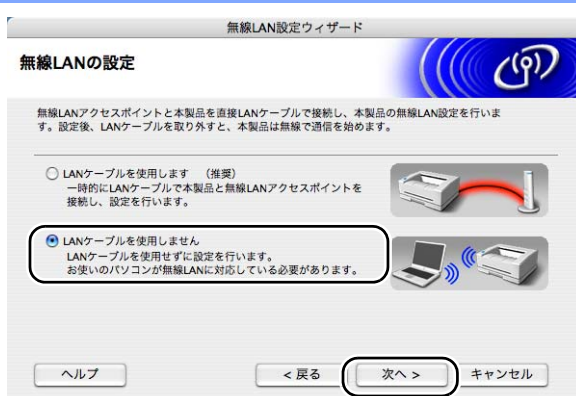 無線LAN設定ウィザード
無線LANの設定
無線LANアクセスポイントと本製品を直接LANケーブルで接続し、本製品の無線LAN設定を行いま
す。設定後、LANケーブルを取り外すと、本製品は無線で通信を始めます。
LANケーブルを使用します （推奨）
一時的にLANケーブルで本製品と無線LANアクセスポイントを
接続し、設定を行います。
LANケーブルを使用しません
LANケーブルを使用せずに設定を行います。
お使いのパソコンが無線LANに対応している必要があります。
ヘルプ
< 戻る
次へ >
キャンセル